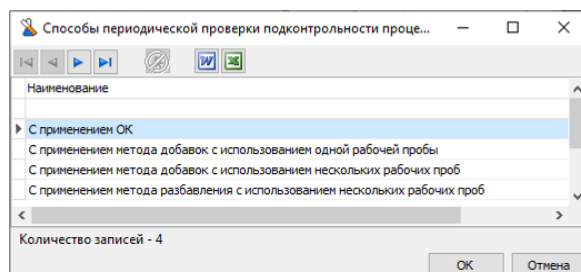 Способы периодической проверки подконтрольности проце...
Наименование
С применением ОК
С применением метода добавок с использованием одной рабочей пробы
С применением метода добавок с использованием нескольких рабочих проб
С применением метода разбавления с использованием нескольких рабочих проб
Количество записей - 4
ОК Отмена